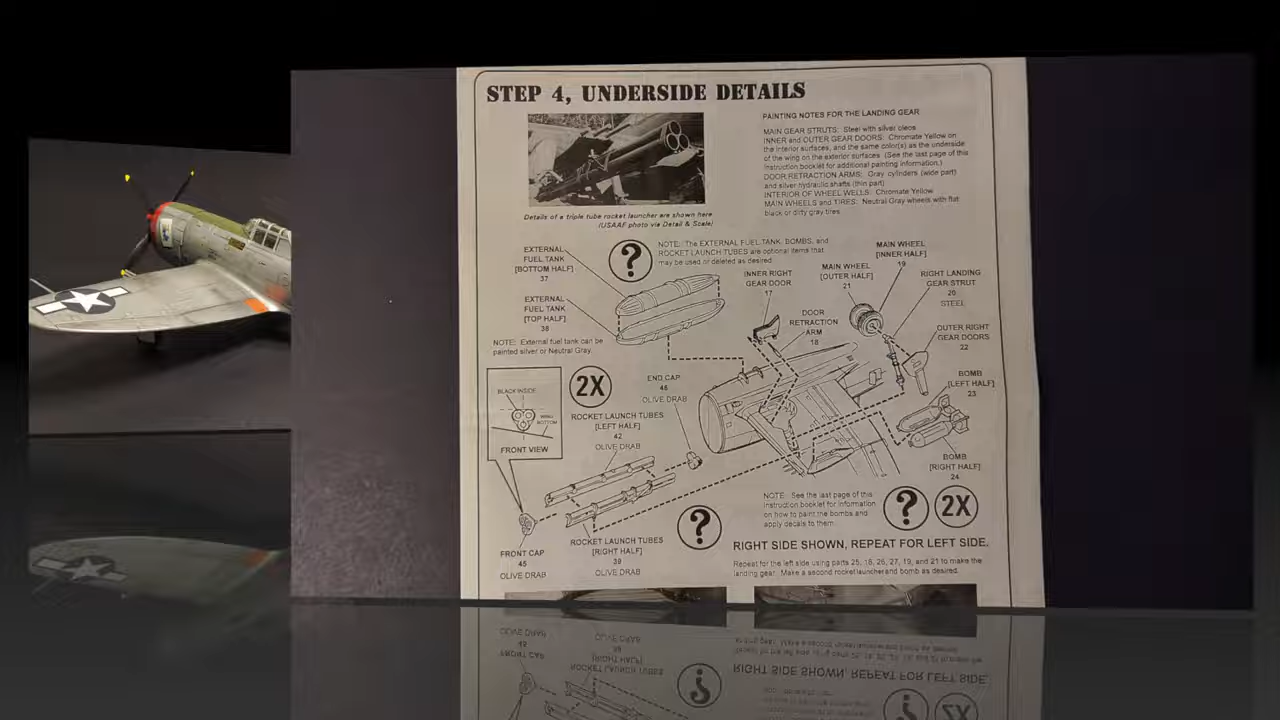 STEP 4, UNDERSIDE DETAILS
Details of a triple tube rocket launcher are shown here
(USAAF photo via Detail & Scale)
PAINTING NOTES FOR THE LANDING GEAR
MAIN GEAR STRUTS: Steel with silver oleos
INNER and OUTER GEAR DOORS: Chromate Yellow on
the interior surfaces, and the same color(s) as the underside
of the wing on the exterior surfaces (See the last page of this
instruction booklet for additional painting information.)
DOOR RETRACTION ARMS: Gray cylinders (wide part)
and silver hydraulic shafts (thin part)
INTERIOR OF WHEEL WELLS: Chromate Yellow
MAIN WHEELS and TIRES: Neutral Gray wheels with flat
black or dirty gray tires
EXTERNAL
FUEL TANK
[BOTTOM HALF]
37
?
NOTE: The EXTERNAL FUEL TANK, BOMBS, and
ROCKET LAUNCH TUBES are optional items that
may be used or deleted as desired.
EXTERNAL
FUEL TANK
[TOP HALF]
38
NOTE: External fuel tank can be
painted silver or Neutral Gray.
INNER RIGHT
GEAR DOOR
17
DOOR
RETRACTION
ARM
18
MAIN WHEEL
[OUTER HALF]
21
MAIN WHEEL
[INNER HALF]
19
RIGHT LANDING
GEAR STRUT
20
STEEL
OUTER RIGHT
GEAR DOORS
22
BOMB
[LEFT HALF]
23
BOMB
[RIGHT HALF]
24
BLACK INSIDE
WING
BOTTOM
FRONT VIEW
2X
END CAP
46
OLIVE DRAB
ROCKET LAUNCH TUBES
[LEFT HALF]
42
OLIVE DRAB
FRONT CAP
45
OLIVE DRAB
ROCKET LAUNCH TUBES
[RIGHT HALF]
39
OLIVE DRAB
?
NOTE: See the last page of this
instruction booklet for information
on how to paint the bombs and
apply decals to them.
?
2X
RIGHT SIDE SHOWN, REPEAT FOR LEFT SIDE.
Repeat for the left side using parts 25, 18, 26, 27, 19, and 21 to make the
landing gear. Make a second rocket launcher and bomb as desired.